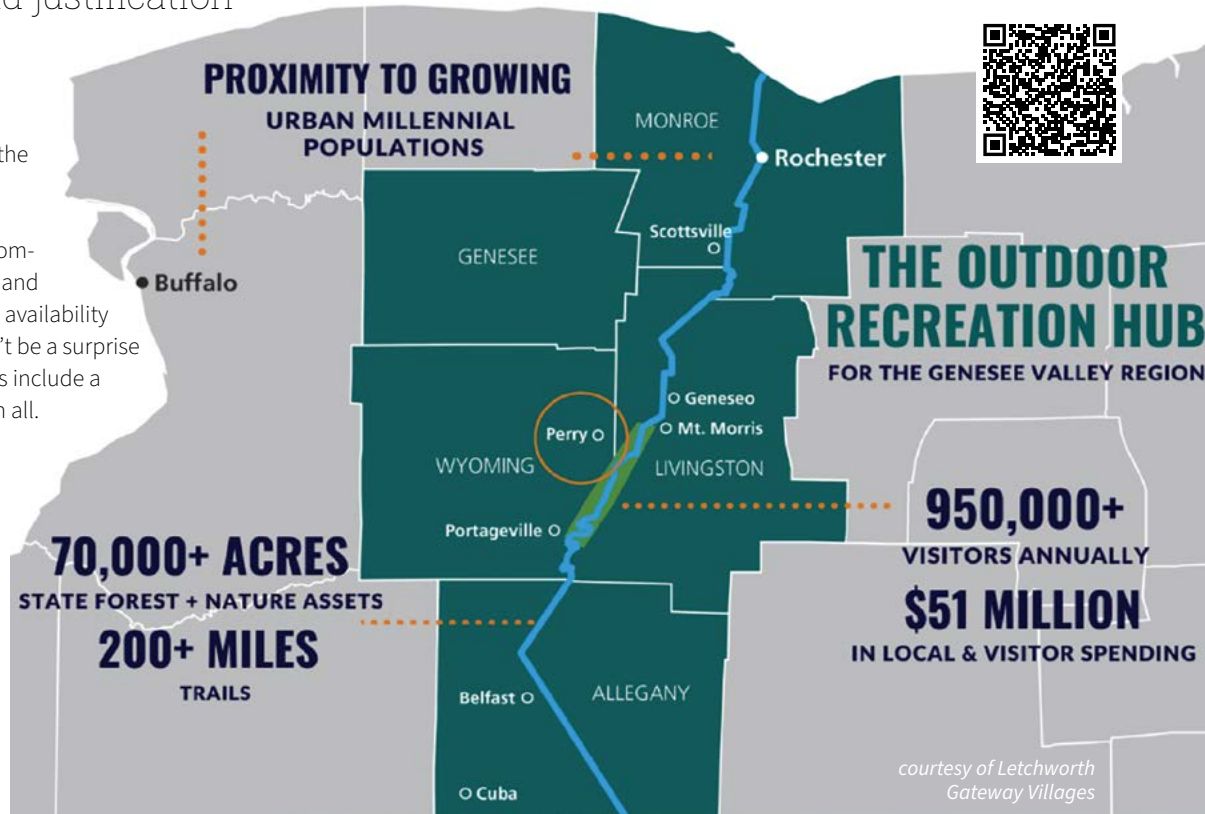 d justification
the
om-
and
availability
't be a surprise
s include a
n all.
PROXIMITY TO GROWING
URBAN MILLENNIAL
POPULATIONS
MONROE
Rochester
Scottsville
GENESEE
Buffalo
THE OUTDOOR
RECREATION HUB
FOR THE GENESEE VALLEY REGION
Geneseo
Perry
Mt. Morris
WYOMING
LIVINGSTON
Portageville
950,000+
VISITORS ANNUALLY
$51 MILLION
IN LOCAL & VISITOR SPENDING
70,000+ ACRES
STATE FOREST + NATURE ASSETS
200+ MILES
TRAILS
Belfast
ALLEGANY
Cuba
courtesy of Letchworth
Gateway Villages